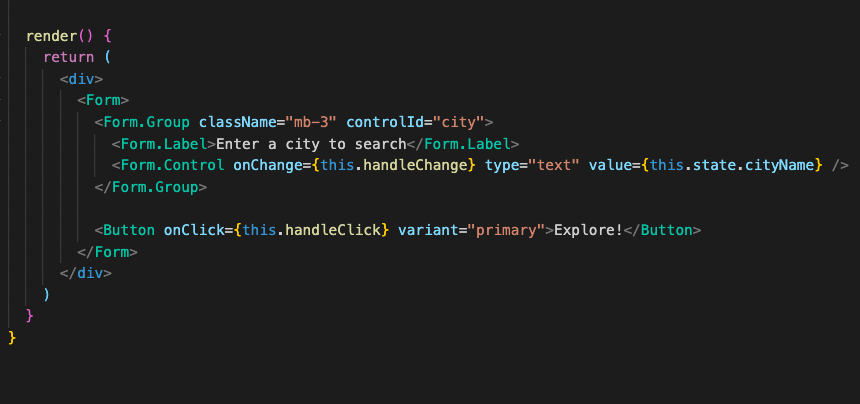 render() {
return (
<div>
<Form>
<Form.Group className="mb-3" controlId="city">
<Form.Label>Enter a city to search</Form.Label>
<Form.Control onChange={this.handleChange} type="text" value={this.state.cityName} />
</Form.Group>
<Button onClick={this.handleClick} variant="primary">Explore!</Button>
</Form>
</div>
)
}
}